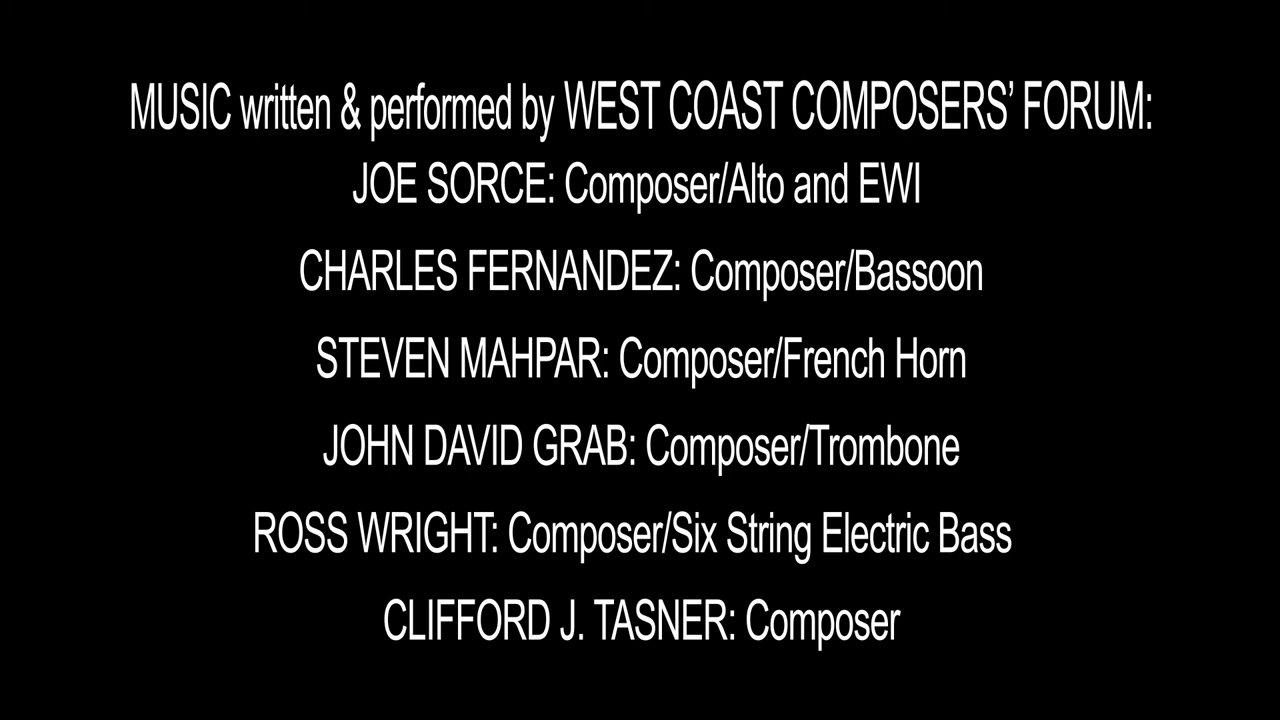 MUSIC written & performed by WEST COAST COMPOSERS’ FORUM:
JOE SORCE: Composer/Alto and EWI
CHARLES FERNANDEZ: Composer/Bassoon
STEVEN MAHPAR: Composer/French Horn
JOHN DAVID GRAB: Composer/Trombone
ROSS WRIGHT: Composer/Six String Electric Bass
CLIFFORD J. TASNER: Composer